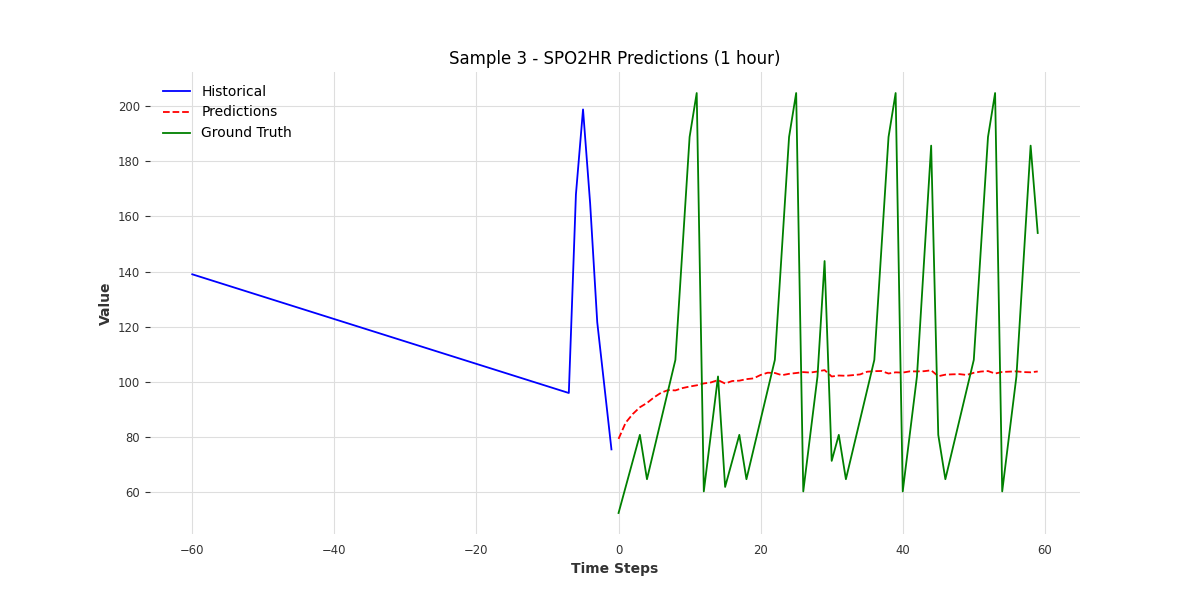 Sample 3 - SPO2HR Predictions (1 hour)
Historical
Predictions
Ground Truth
200
180
160
140
120
100
80
60
Value
−60
−40
−20
0
20
40
60
Time Steps